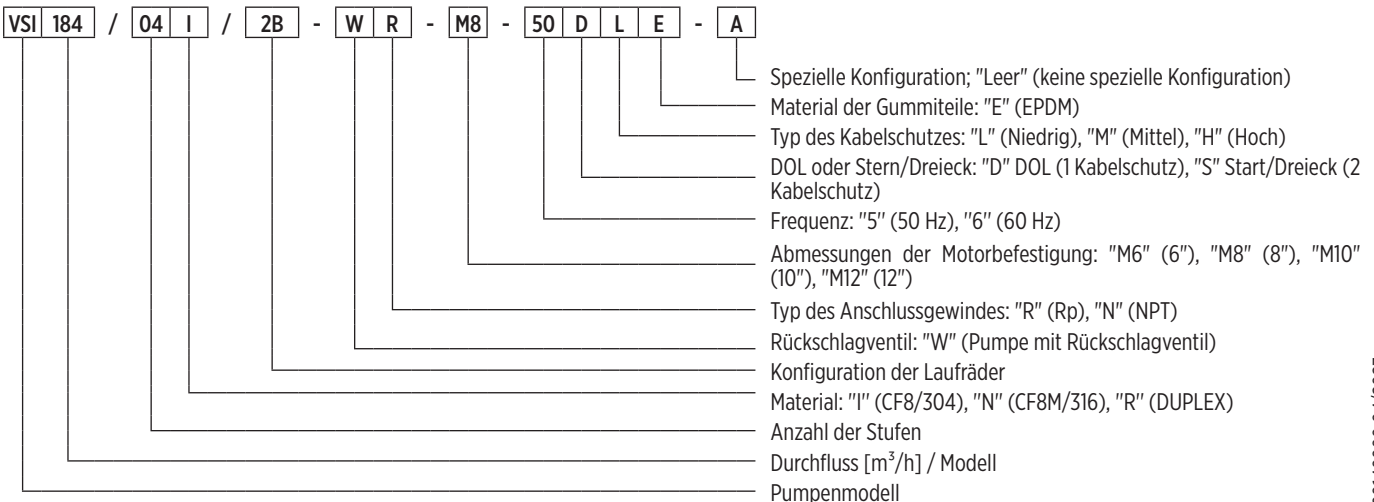 VSI 184 / 04 I / 2B - W R - M8 - 50 D L E - A
Spezielle Konfiguration; "Leer" (keine spezielle Konfiguration)
Material der Gummiteile: "E" (EPDM)
Typ des Kabelschutzes: "L" (Niedrig), "M" (Mittel), "H" (Hoch)
DOL oder Stern/Dreieck: "D" DOL (1 Kabelschutz), "S" Start/Dreieck (2
Kabelschutz)
Frequenz: "5" (50 Hz), "6" (60 Hz)
Abmessungen der Motorbefestigung: "M6" (6"), "M8" (8"), "M10"
(10"), "M12" (12")
Typ des Anschlussgewindes: "R" (Rp), "N" (NPT)
Rückschlagventil: "W" (Pumpe mit Rückschlagventil)
Konfiguration der Laufräder
Material: "I" (CF8/304), "N" (CF8M/316), "R" (DUPLEX)
Anzahl der Stufen
Durchfluss [m³/h] / Modell
Pumpenmodell